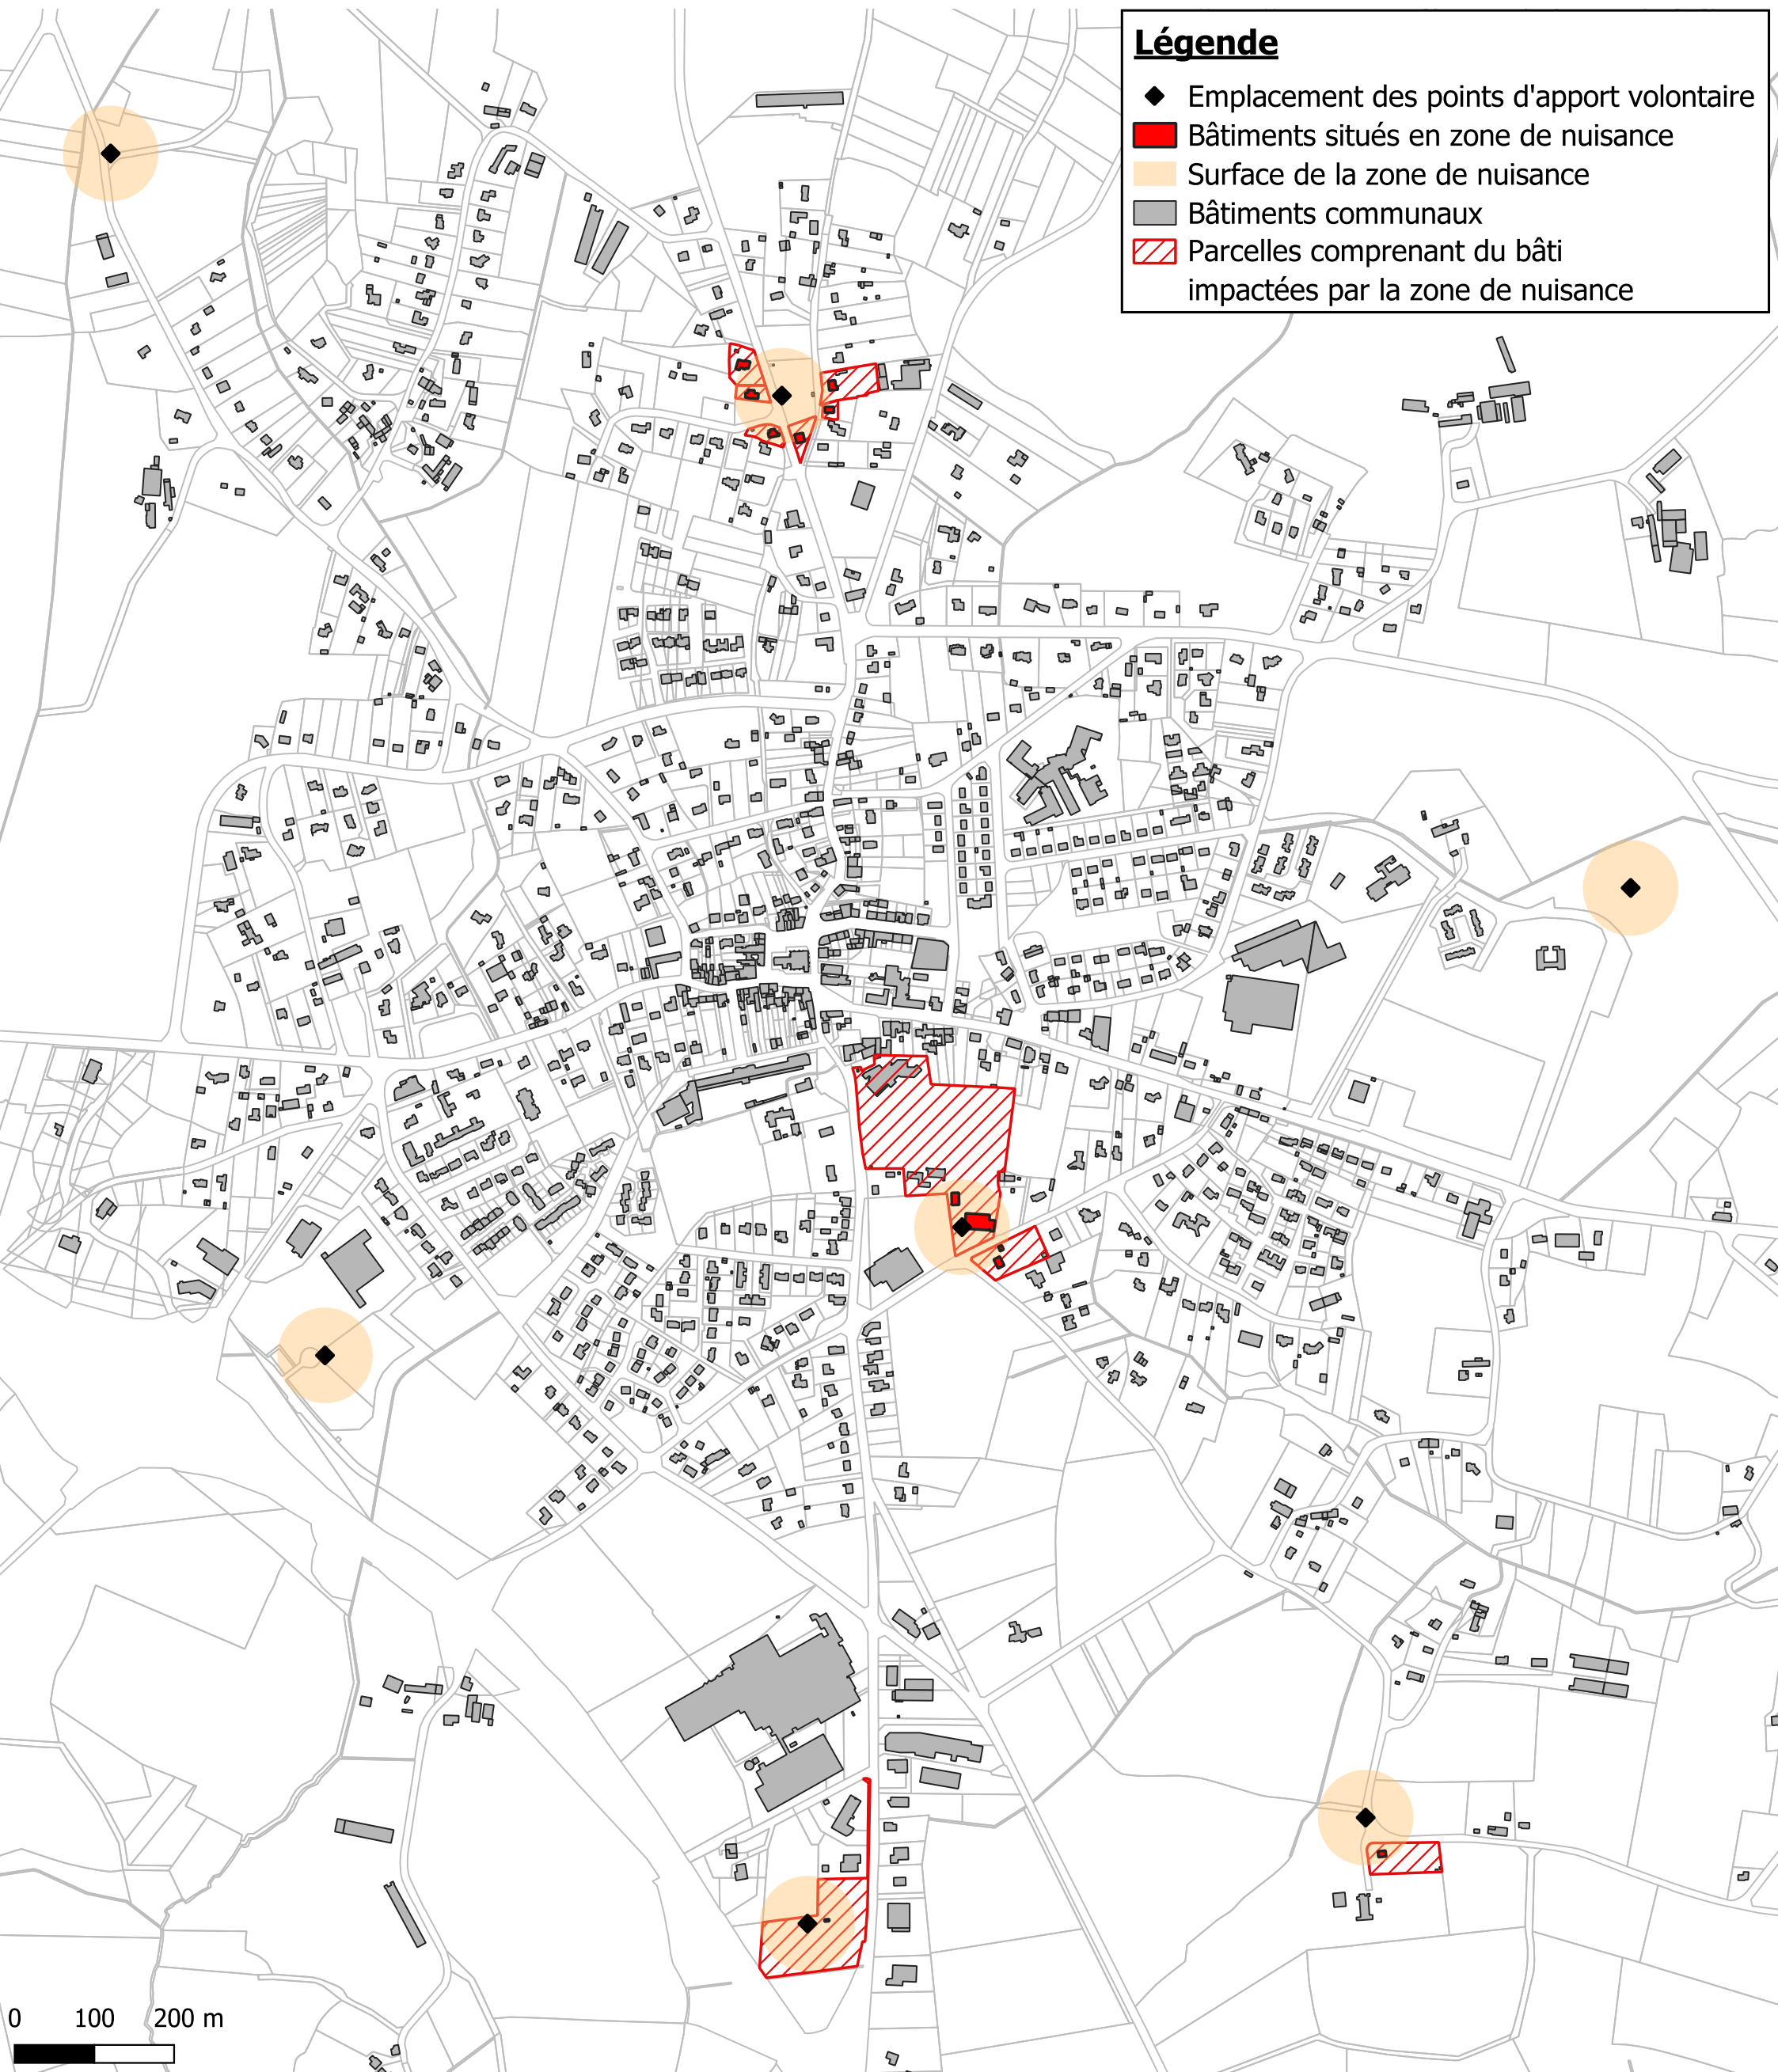 Légende
Emplacement des points d'apport volontaire
Bâtiments situés en zone de nuisance
Surface de la zone de nuisance
Bâtiments communaux
Parcelles comprenant du bâti
impactées par la zone de nuisance
0 100 200 m